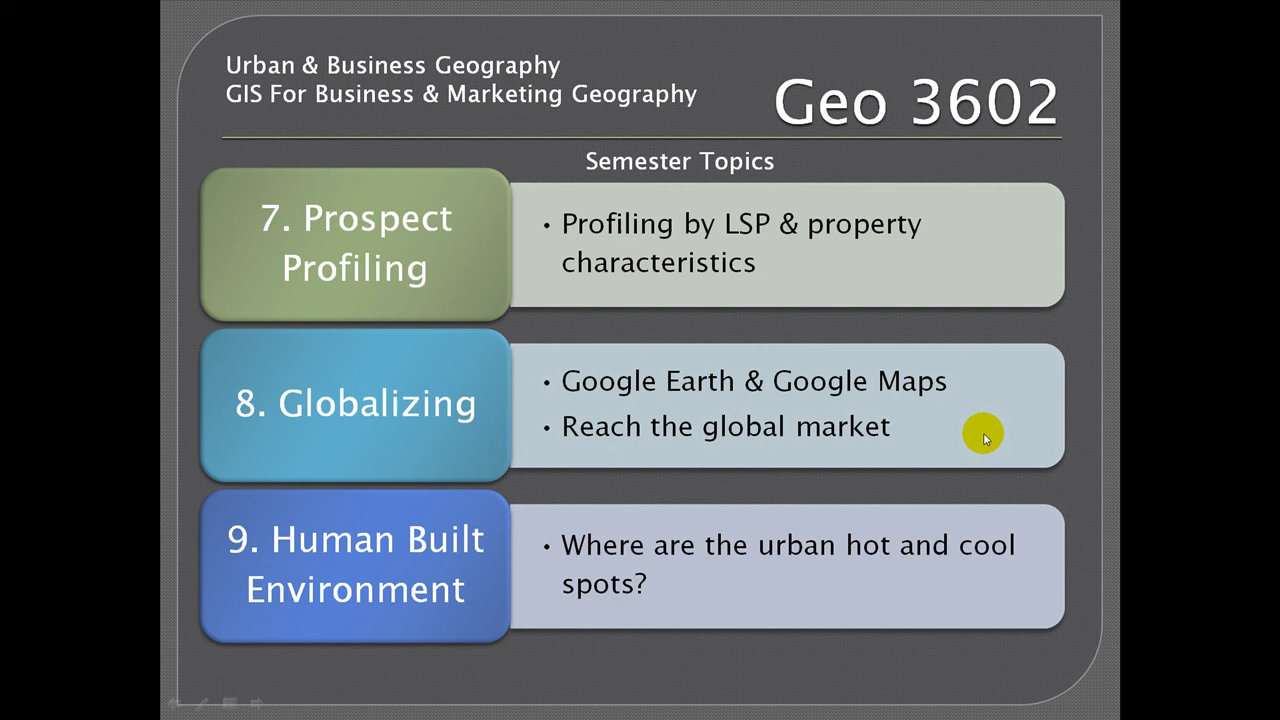 Urban & Business Geography
GIS For Business & Marketing Geography
Geo 3602
Semester Topics
7. Prospect
Profiling
• Profiling by LSP & property
characteristics
8. Globalizing
• Google Earth & Google Maps
• Reach the global market
9. Human Built
Environment
• Where are the urban hot and cool
spots?